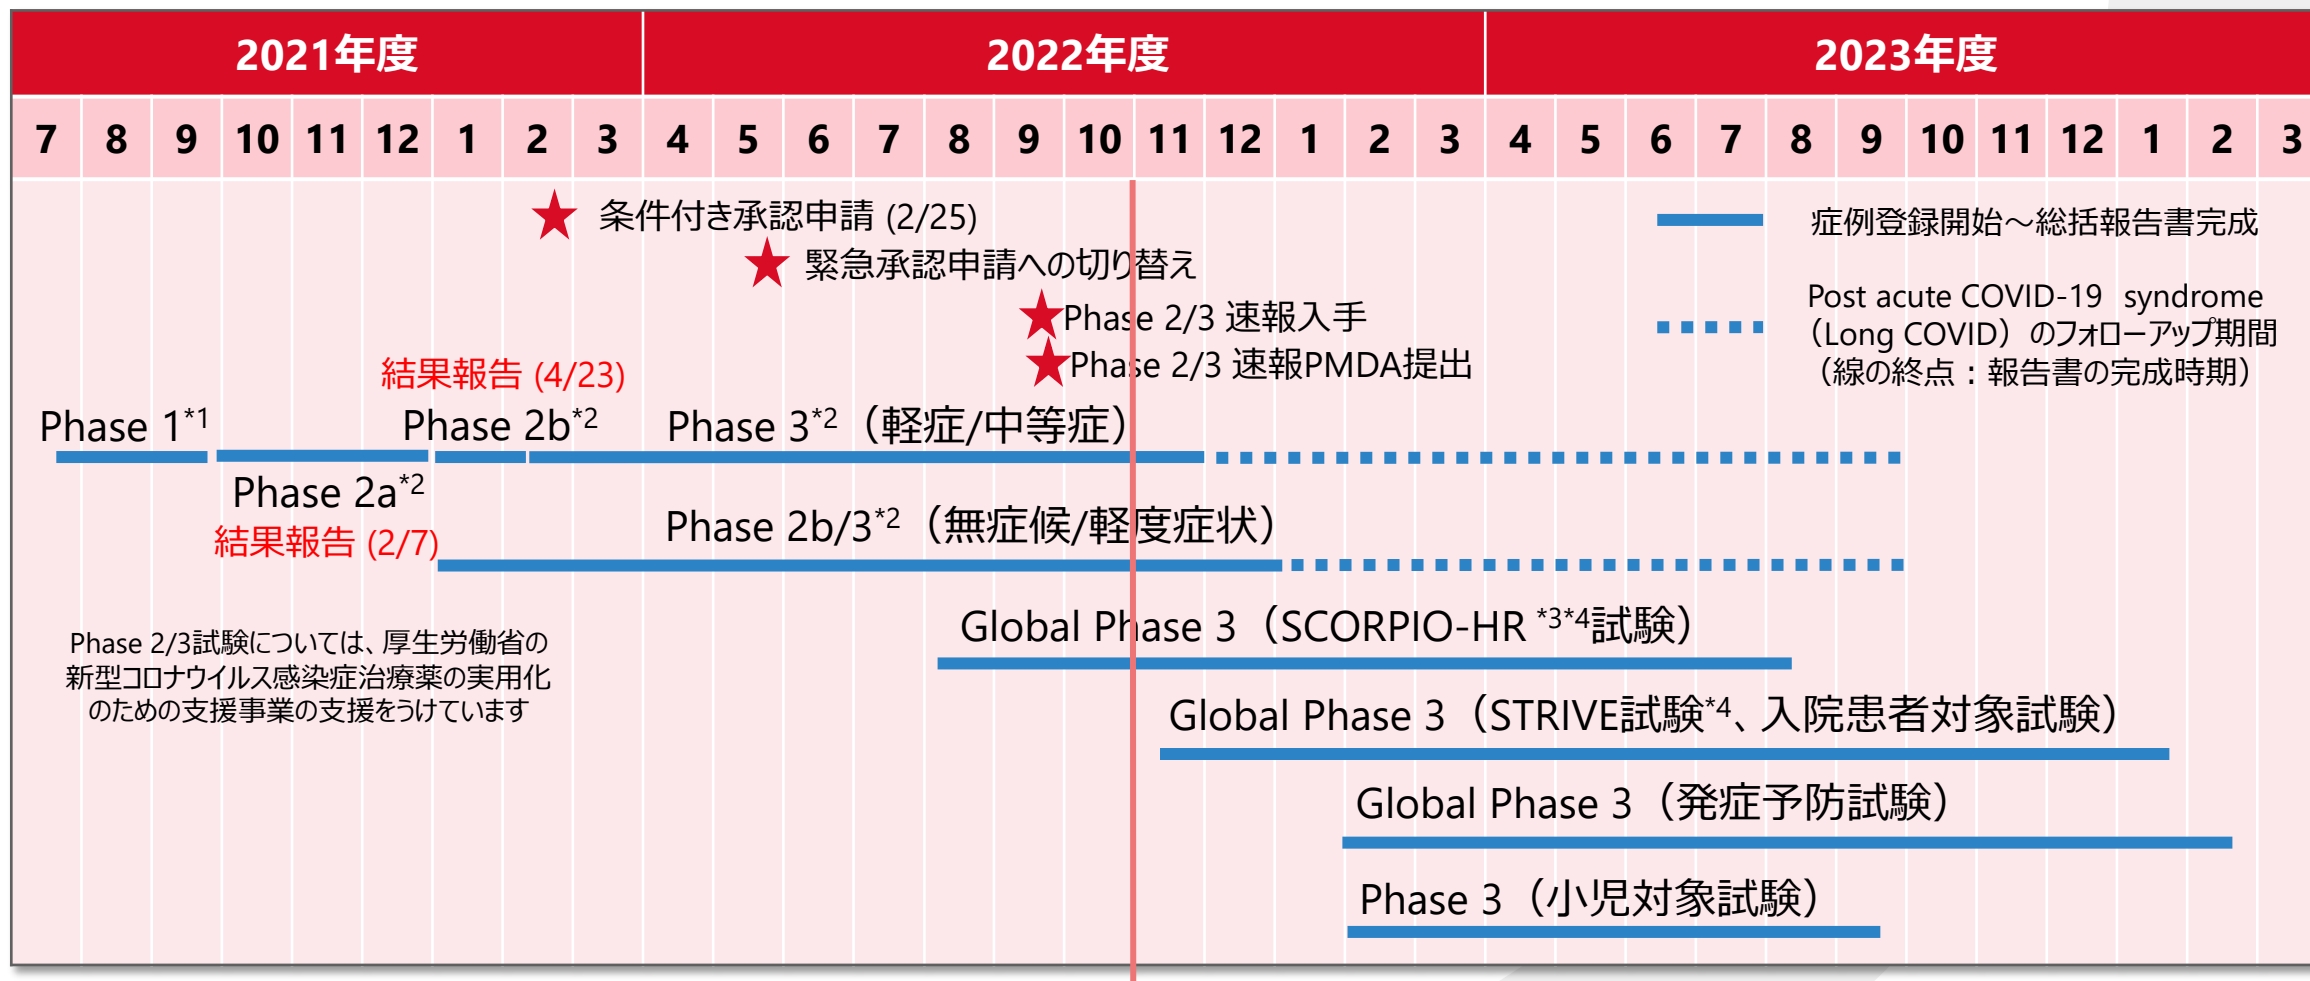 2021年度 2022年度 2023年度
7 8 9 10 11 12 1 2 3 4 5 6 7 8 9 10 11 12 1 2 3 4 5 6 7 8 9 10 11 12 1 2 3
条件付き承認申請 (2/25)
緊急承認申請への切り替え
Phase 2/3 速報入手
Phase 2/3 速報PMDA提出
症例登録開始～総括報告書完成
Post acute COVID-19 syndrome
（Long COVID）のフォローアップ期間
（線の終点：報告書の完成時期）
結果報告 (4/23)
Phase 1*1
Phase 2b*2
Phase 3*2（軽症/中等症）
Phase 2a*2
結果報告 (2/7)
Phase 2b/3*2（無症候/軽度症状）
Global Phase 3（SCORPIO-HR *3*4試験）
Phase 2/3試験については、厚生労働省の
新型コロナウイルス感染症治療薬の実用化
のための支援事業の支援をうけています
Global Phase 3（STRIVE試験*4、入院患者対象試験）
Global Phase 3（発症予防試験）
Phase 3（小児対象試験）